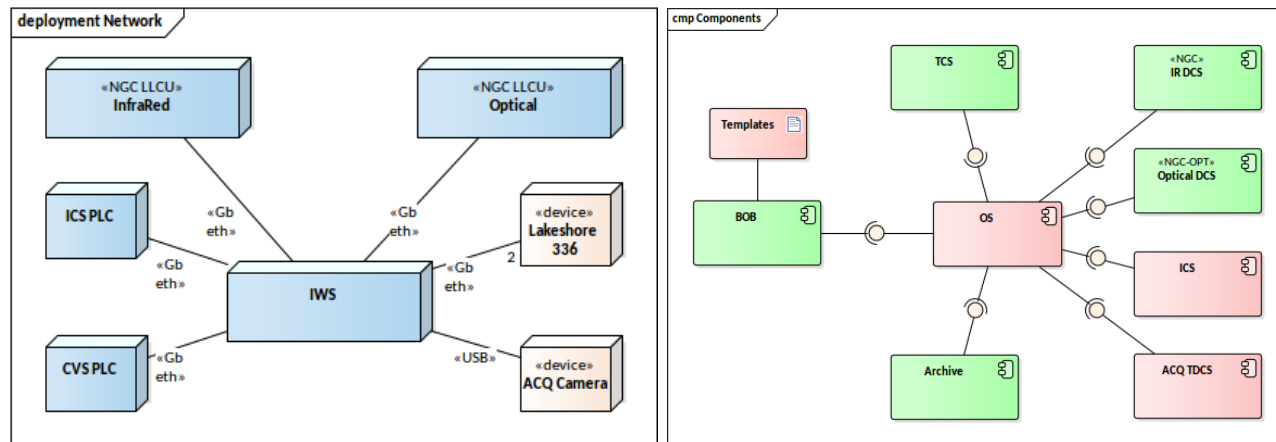 deployment Network
«NGC LLCU»
InfraRed
«NGC LLCU»
Optical
ICS PLC
«Gb
eth»
«Gb
eth»
«device»
Lakeshore
336
«Gb
eth»
2
«Gb
eth»
IWS
CVS PLC
«Gb
eth»
«USB»
«device»
ACQ Camera
cmp Components
TCS
«NGC»
IR DCS
Templates
«NGC-OPT»
Optical DCS
BOB
OS
ICS
Archive
ACQ TDCS